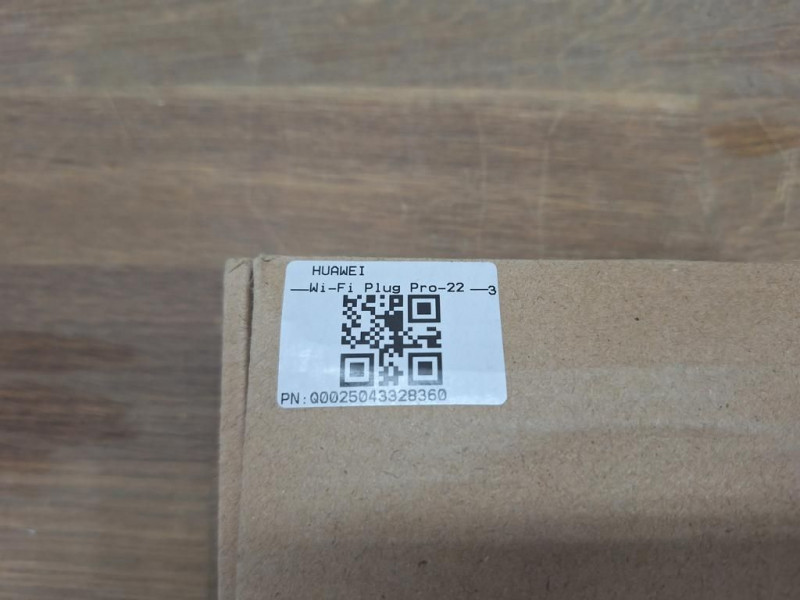 HUAWEI
—Wi-Fi Plug Pro-22 —3
PN:Q0025043328360